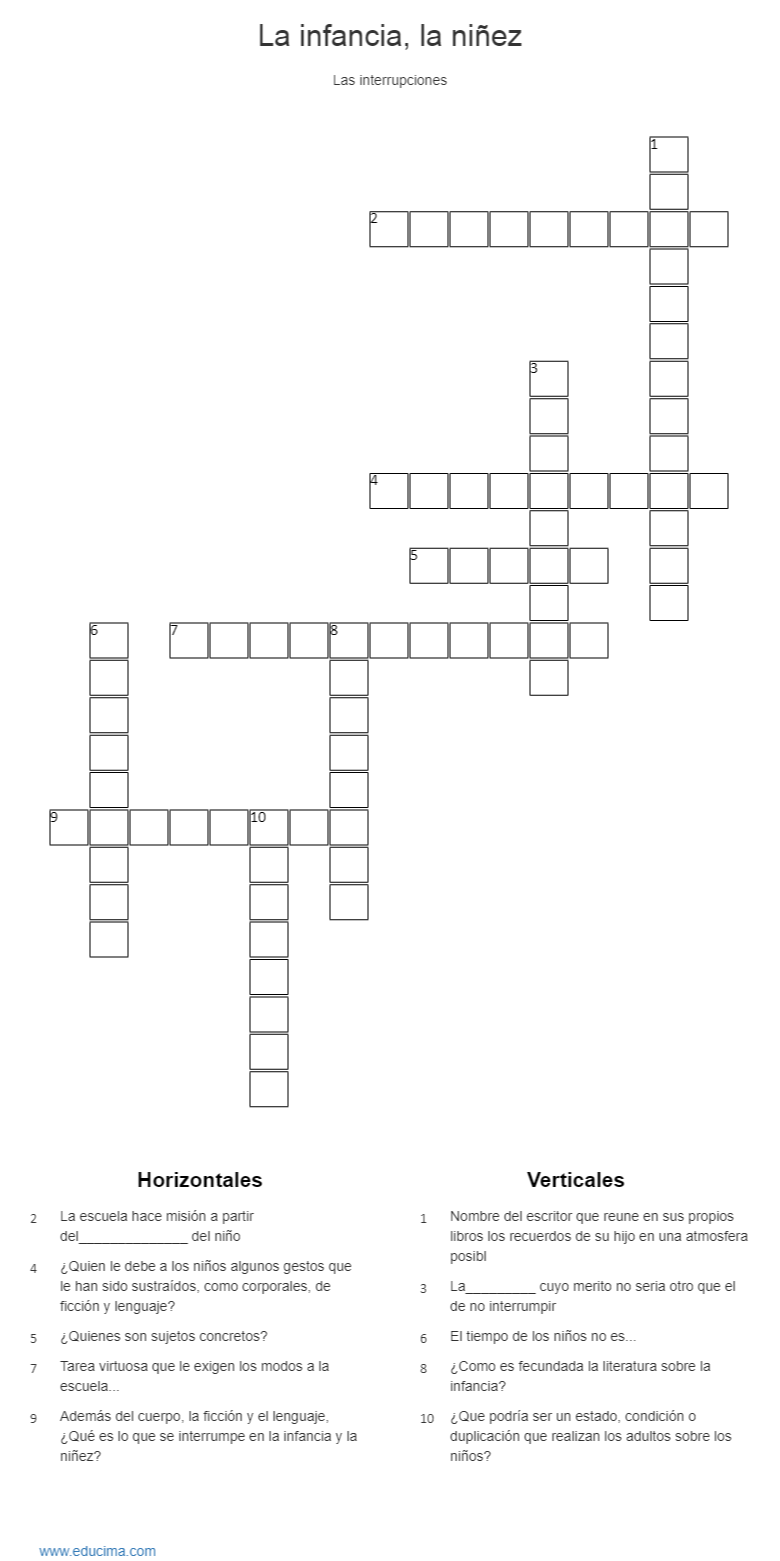 La infancia, la niñez
Las interrupciones
1
2
3
4
5
6
7
8
9
10
Horizontales
2 La escuela hace misión a partir
del______________ del niño
4 ¿Quien le debe a los niños algunos gestos que
le han sido sustraídos, como corporales, de
ficción y lenguaje?
5 ¿Quienes son sujetos concretos?
7 Tarea virtuosa que le exigen los modos a la
escuela...
9 Además del cuerpo, la ficción y el lenguaje,
¿Qué es lo que se interrumpe en la infancia y la
niñez?
Verticales
1 Nombre del escritor que reune en sus propios
libros los recuerdos de su hijo en una atmosfera
posibl
3 La_________ cuyo merito no seria otro que el
de no interrumpir
6 El tiempo de los niños no es...
8 ¿Como es fecundada la literatura sobre la
infancia?
10 ¿Que podría ser un estado, condición o
duplicación que realizan los adultos sobre los
niños?
www.educima.com